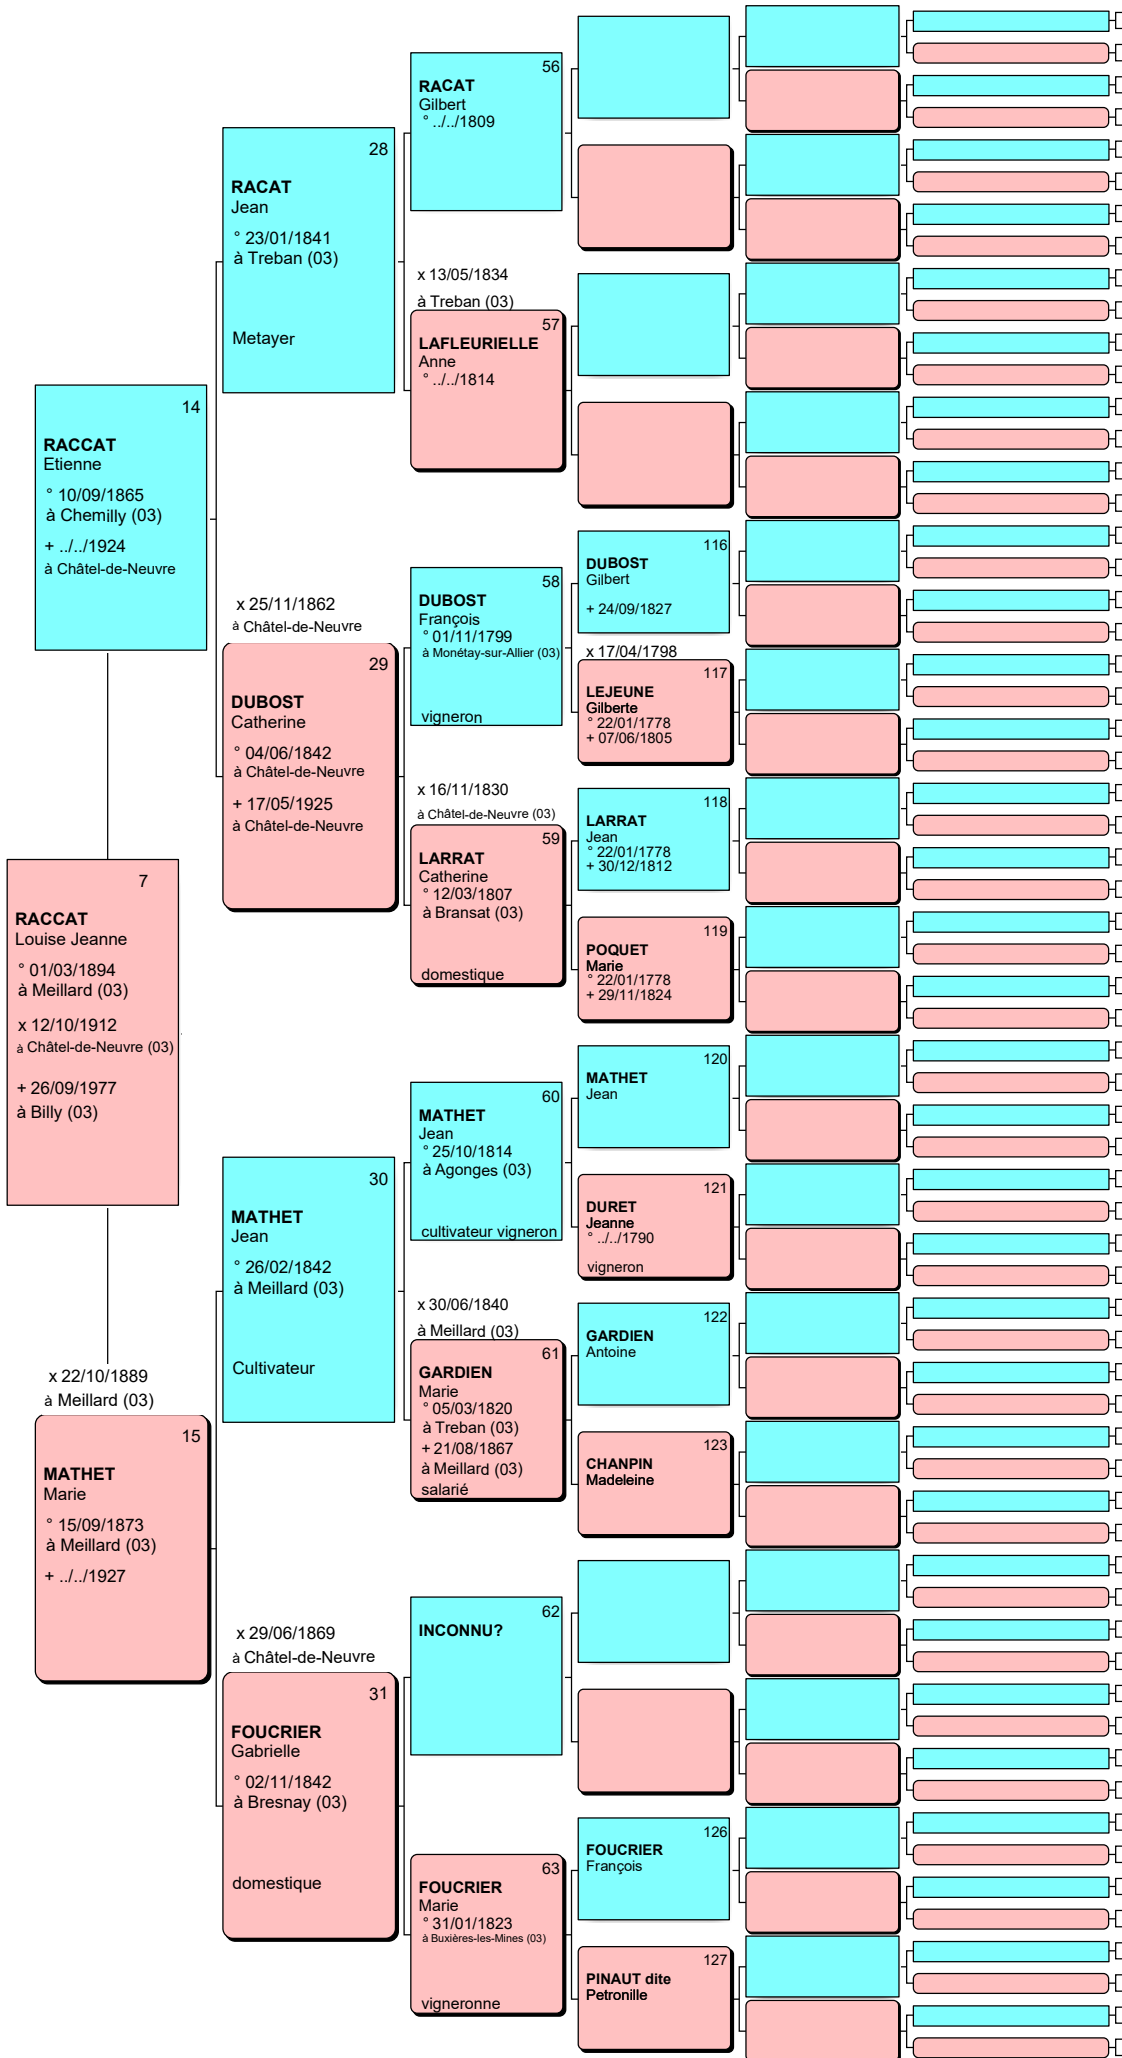 7
RACCAT
Louise Jeanne
° 01/03/1894
à Meillard (03)
x 12/10/1912
à Châtel-de-Neuvre (03)
+ 26/09/1977
à Billy (03)
14
RACCAT
Etienne
° 10/09/1865
à Chemilly (03)
+ ../../1924
à Châtel-de-Neuvre
x 22/10/1889
à Meillard (03)
15
MATHET
Marie
° 15/09/1873
à Meillard (03)
+ ../../1927
28
RACAT
Jean
° 23/01/1841
à Treban (03)
Metayer
x 25/11/1862
à Châtel-de-Neuvre
29
DUBOST
Catherine
° 04/06/1842
à Châtel-de-Neuvre
+ 17/05/1925
à Châtel-de-Neuvre
30
MATHET
Jean
° 26/02/1842
à Meillard (03)
Cultivateur
x 29/06/1869
à Châtel-de-Neuvre
31
FOUCRIER
Gabrielle
° 02/11/1842
à Bresnay (03)
domestique
56
RACAT
Gilbert
° ../../1809
x 13/05/1834
à Treban (03)
57
LAFLEURIELLE
Anne
° ../../1814
58
DUBOST
François
° 01/11/1799
à Monétay-sur-Allier (03)
vigneron
x 16/11/1830
à Châtel-de-Neuvre (03)
59
LARRAT
Catherine
° 12/03/1807
à Bransat (03)
domestique
60
MATHET
Jean
° 25/10/1814
à Agonges (03)
cultivateur vigneron
x 30/06/1840
à Meillard (03)
61
GARDIEN
Marie
° 05/03/1820
à Treban (03)
+ 21/08/1867
à Meillard (03)
salarié
62
INCONNU?
63
FOUCRIER
Marie
° 31/01/1823
à Buxières-les-Mines (03)
vigneronne
116
DUBOST
Gilbert
+ 24/09/1827
x 17/04/1798
117
LEJEUNE
Gilberte
° 22/01/1778
+ 07/06/1805
118
LARRAT
Jean
° 22/01/1778
+ 30/12/1812
119
POQUET
Marie
° 22/01/1778
+ 29/11/1824
120
MATHET
Jean
121
DURET
Jeanne
° ../../1790
vigneron
122
GARDIEN
Antoine
123
CHANPIN
Madeleine
126
FOUCRIER
François
127
PINAUT dite
Petronille